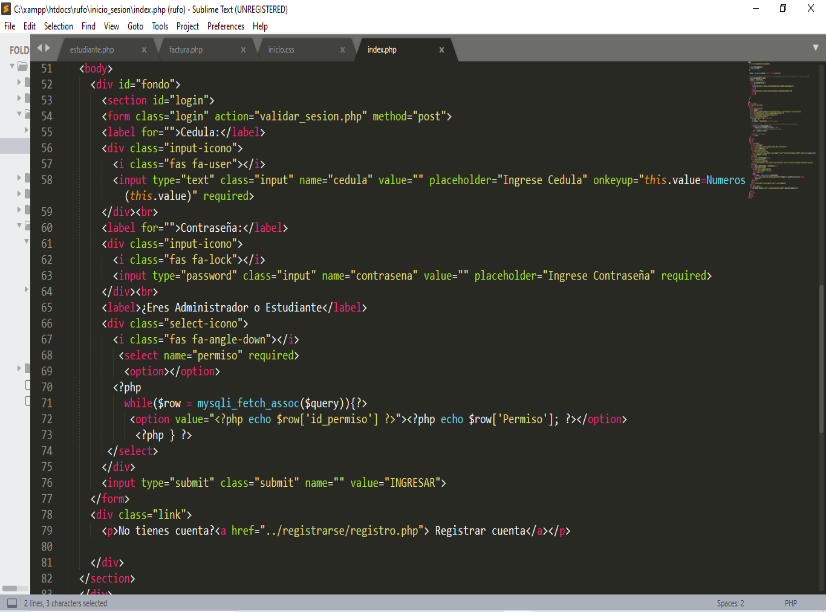 C:\xampp\htdocs\rufo\inicio_sesion\index.php (rufo) - Sublime Text (UNREGISTERED)
File Edit Selection Find View Goto Tools Project Preferences Help
FOLD
estudiante.php x factura.php x inicio.css x index.php x
51 <body>
52 <div id="fondo">
53 <section id="login">
54 <form class="login" action="validar_sesion.php" method="post">
55 <label for="">Cedula:</label>
56 <div class="input-icono">
57 <i class="fas fa-user"></i>
58 <input type="text" class="input" name="cedula" value="" placeholder="Ingrese Cedula" onkeyup="this.value=Numeros
(this.value)" required>
59 </div><br>
60 <label for="">Contraseña:</label>
61 <div class="input-icono">
62 <i class="fas fa-lock"></i>
63 <input type="password" class="input" name="contrasena" value="" placeholder="Ingrese Contraseña" required>
64 </div><br>
65 <label>¿Eres Administrador o Estudiante</label>
66 <div class="select-icono">
67 <i class="fas fa-angle-down"></i>
68 <select name="permiso" required>
69 <option></option>
70 <?php
71 while($row = mysqli_fetch_assoc($query)){?>
72 <option value="<?php echo $row['id_permiso'] ?>"><?php echo $row['Permiso']; ?></option>
73 <?php } ?>
74 </select>
75 </div>
76 <input type="submit" class="submit" name="" value="INGRESAR">
77 </form>
78 <div class="link">
79 <p>No tienes cuenta?<a href="../registrarse/registro.php"> Registrar cuenta</a></p>
80
81 </div>
82 </section>
83 </div>
2 lines, 3 characters selected Spaces: 2 PHP